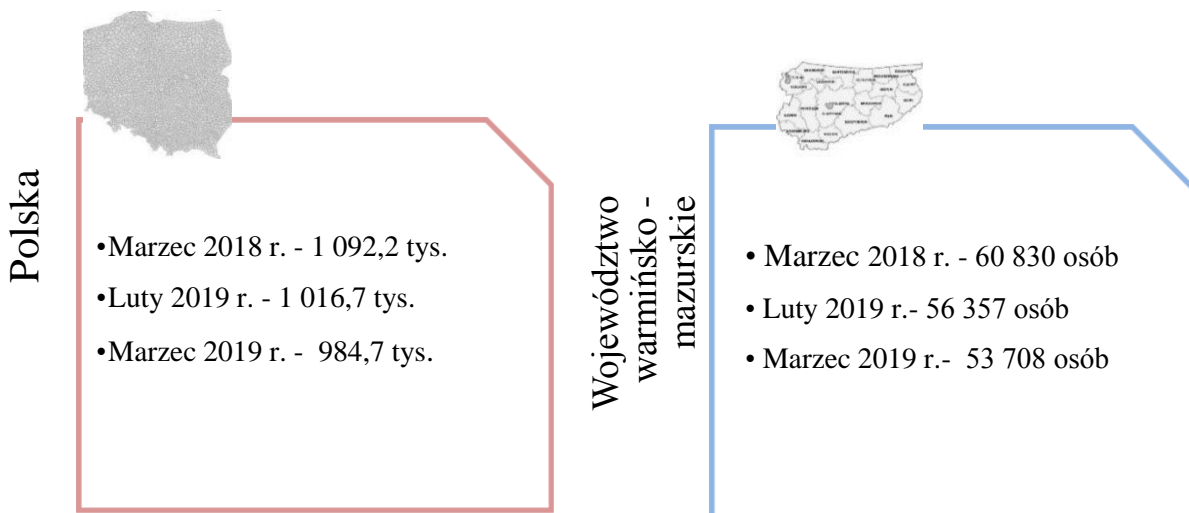 Polska
•Marzec 2018 r. - 1 092,2 tys.
•Luty 2019 r. - 1 016,7 tys.
•Marzec 2019 r. - 984,7 tys.
Województwo
warmińsko -
mazurskie
• Marzec 2018 r. - 60 830 osób
• Luty 2019 r.- 56 357 osób
• Marzec 2019 r.- 53 708 osób